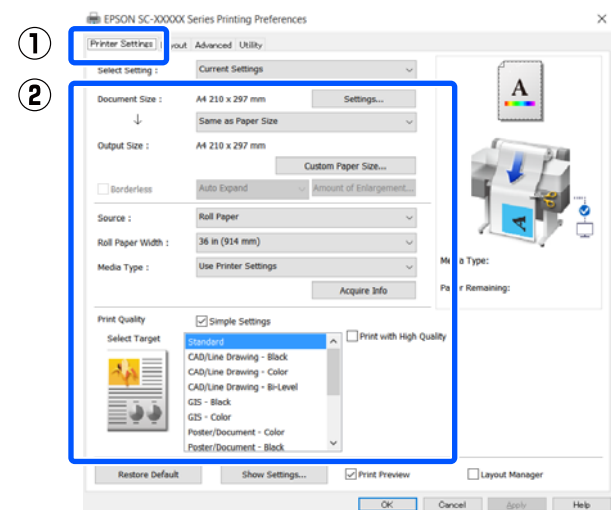 EPSON SC-XXXXX Series Printing Preferences
①
Printer Settings yout Advanced Utility
Select Setting : Current Settings
②
Document Size : A4 210 x 297 mm Settings...
↓ Same as Paper Size
Output Size : A4 210 x 297 mm
Custom Paper Size...
Borderless Auto Expand Amount of Enlargement...
Source : Roll Paper
Roll Paper Width : 36 in (914 mm)
Media Type : Use Printer Settings
Acquire Info
Print Quality Simple Settings
Select Target Standard Print with High Quality
CAD/Line Drawing - Black
CAD/Line Drawing - Color
CAD/Line Drawing - Bi-Level
GIS - Black
GIS - Color
Poster/Document - Color
Poster/Document - Black
A
Me a Type:
Pa r Remaining:
Restore Default Show Settings... Print Preview Layout Manager
OK Cancel Apply Help